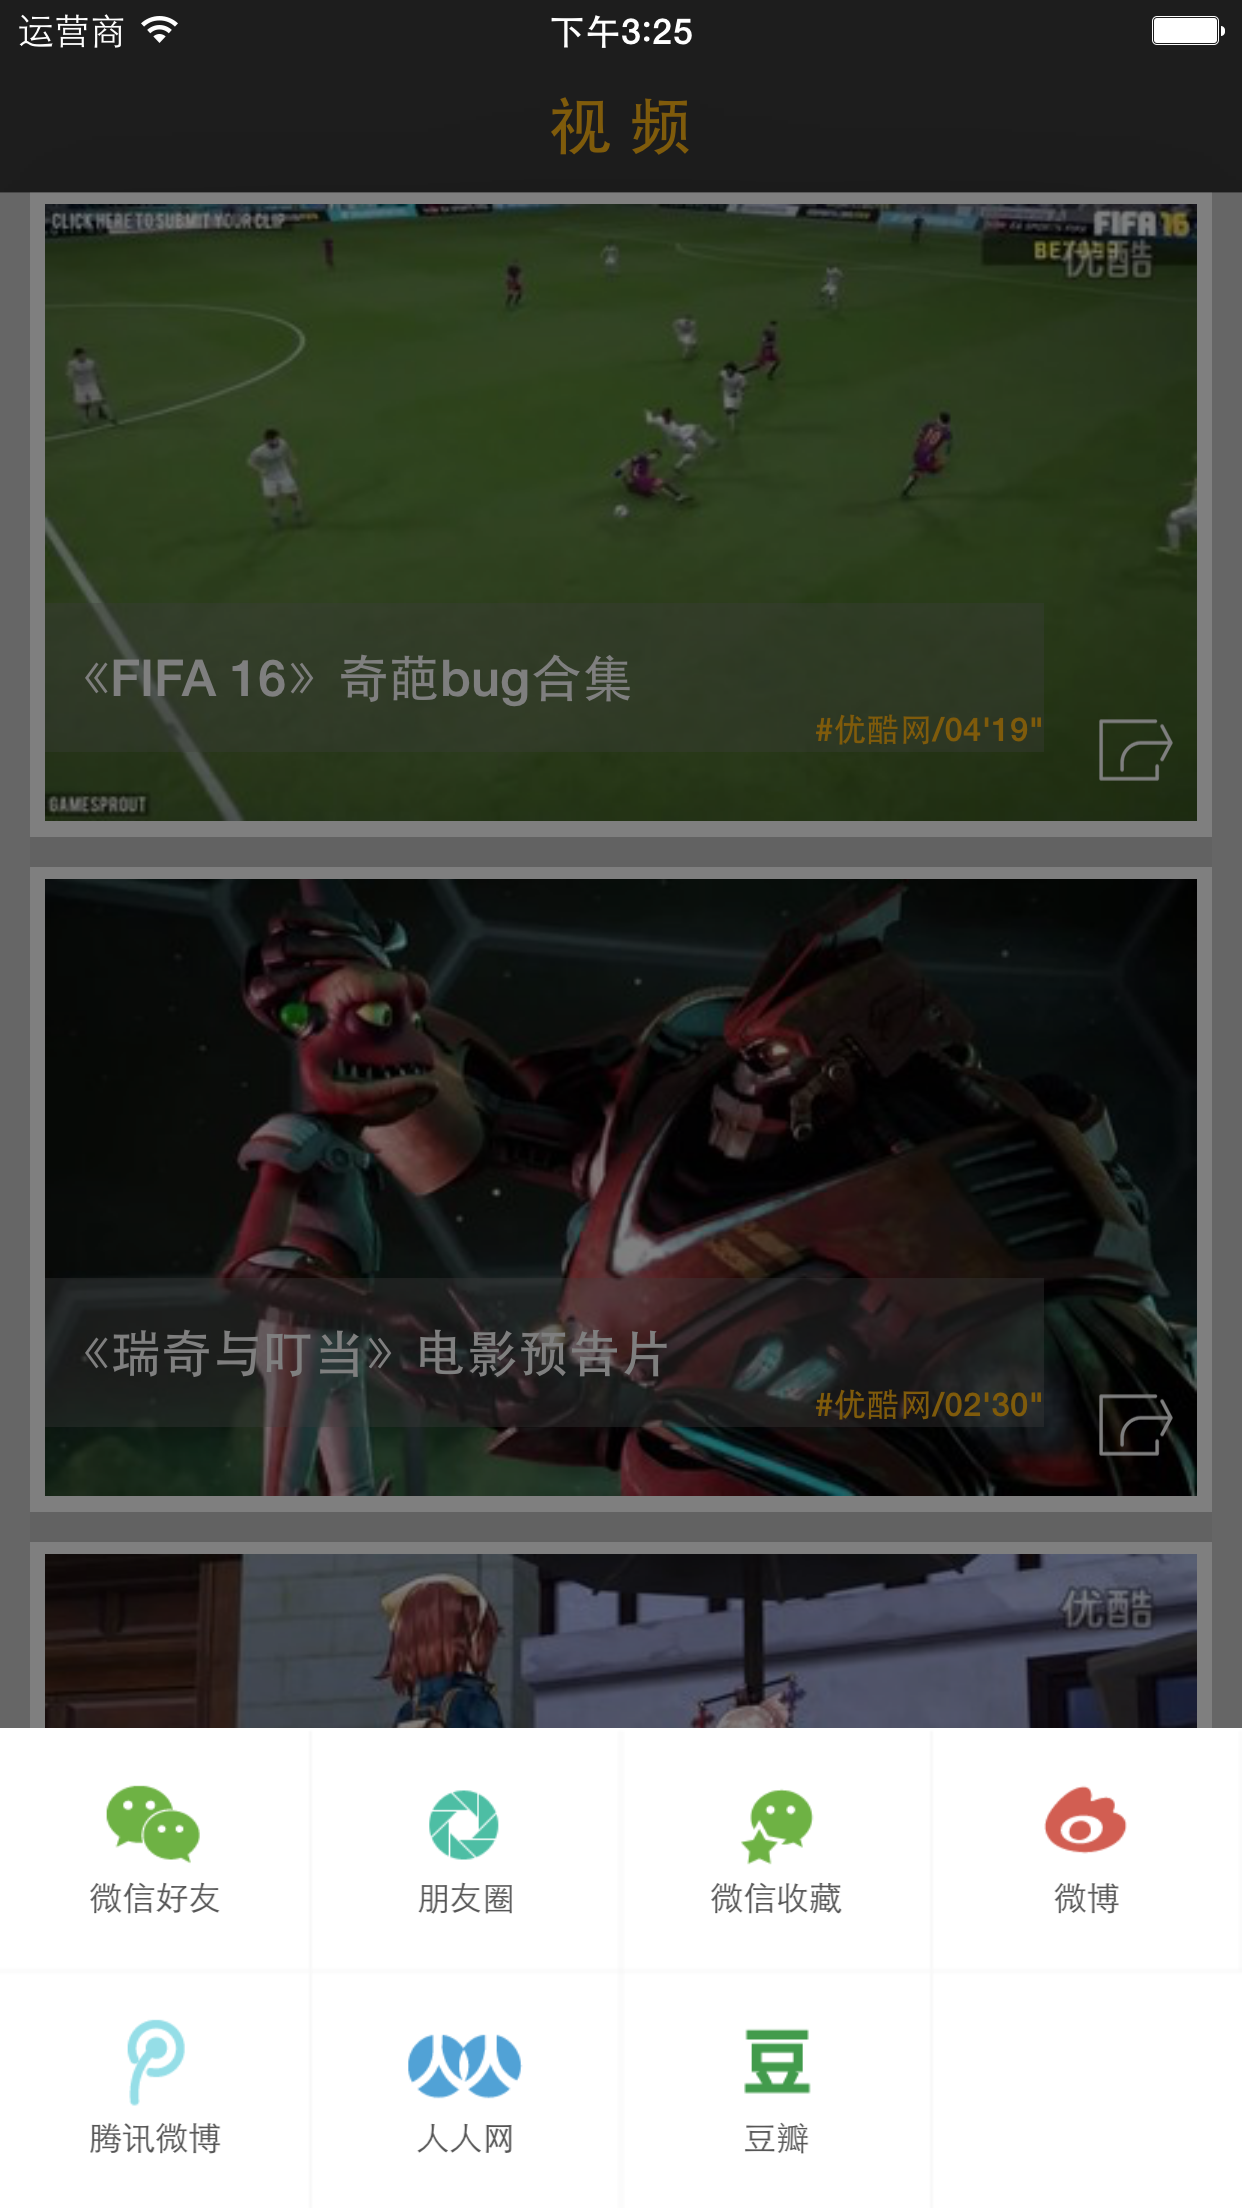 运营商
下午3:25
视 频
CLICK HERE TO SUBMIT YOUR CLIP
FIFA 16
优酷
《FIFA 16》奇葩bug合集
#优酷网/04'19"
GAMESPROUT
《瑞奇与叮当》电影预告片
#优酷网/02'30"
优酷
微信好友
朋友圈
微信收藏
微博
腾讯微博
人人网
豆
豆瓣